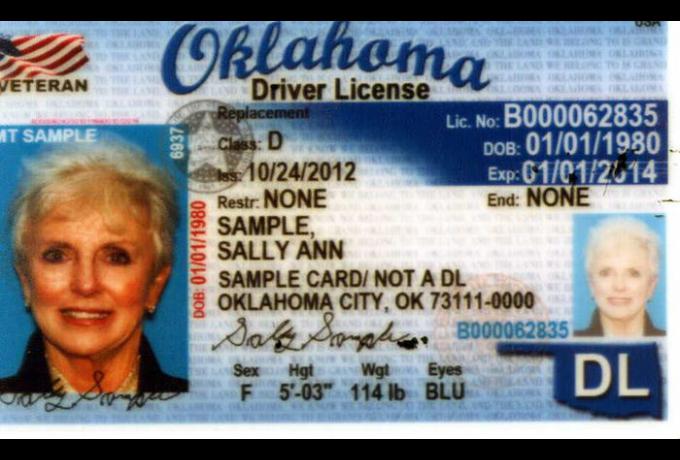 USA
Oklahoma
VETERAN
Driver License
Replacement
Lic. No: B000062835
MT SAMPLE
6937
Class: D
DOB: 01/01/1980
Iss: 10/24/2012
Exp: 01/01/2014
Restr: NONE
End: NONE
DOB: 01/01/1980
SAMPLE,
SALLY ANN
SAMPLE CARD/ NOT A DL
OKLAHOMA CITY, OK 73111-0000
Sally Sample
B000062835
Sex Hgt Wgt Eyes
F 5'-03" 114 lb BLU
DL
Sally Sample